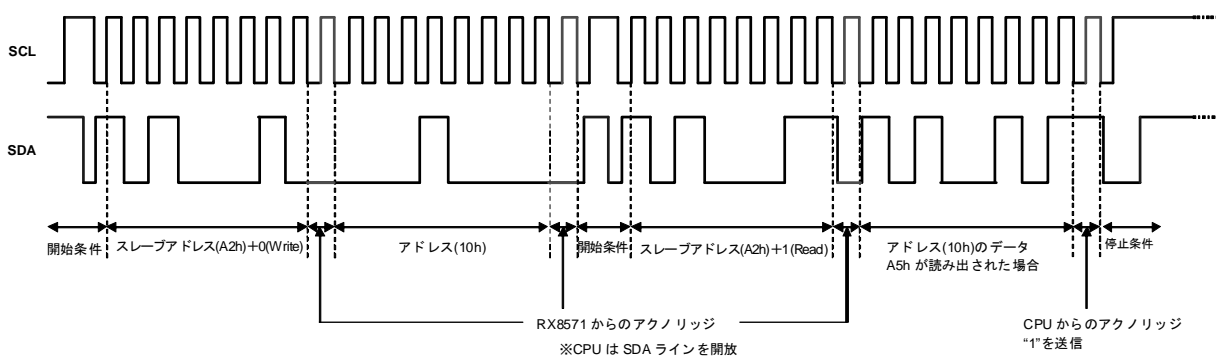 SCL
SDA
開始条件
スレーブアドレス(A2h)+0(Write)
アドレス(10h)
開始条件
スレーブアドレス(A2h)+1(Read)
アドレス(10h)のデータ
A5h が読み出された場合
停止条件
RX8571 からのアクノリッジ
※CPU は SDA ラインを開放
CPU からのアクノリッジ
“1”を送信